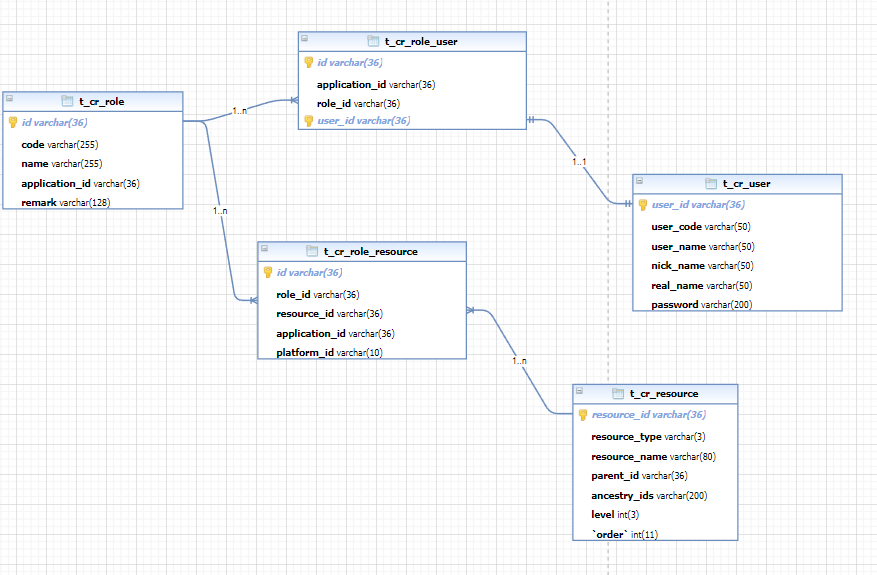 t_cr_role_user
id varchar(36)
application_id varchar(36)
role_id varchar(36)
user_id varchar(36)
t_cr_role
id varchar(36)
code varchar(255)
name varchar(255)
application_id varchar(36)
remark varchar(128)
1..n
1..1
1..n
t_cr_user
user_id varchar(36)
user_code varchar(50)
user_name varchar(50)
nick_name varchar(50)
real_name varchar(50)
password varchar(200)
t_cr_role_resource
id varchar(36)
role_id varchar(36)
resource_id varchar(36)
application_id varchar(36)
platform_id varchar(10)
1..n
t_cr_resource
resource_id varchar(36)
resource_type varchar(3)
resource_name varchar(80)
parent_id varchar(36)
ancestry_ids varchar(200)
level int(3)
`order` int(11)